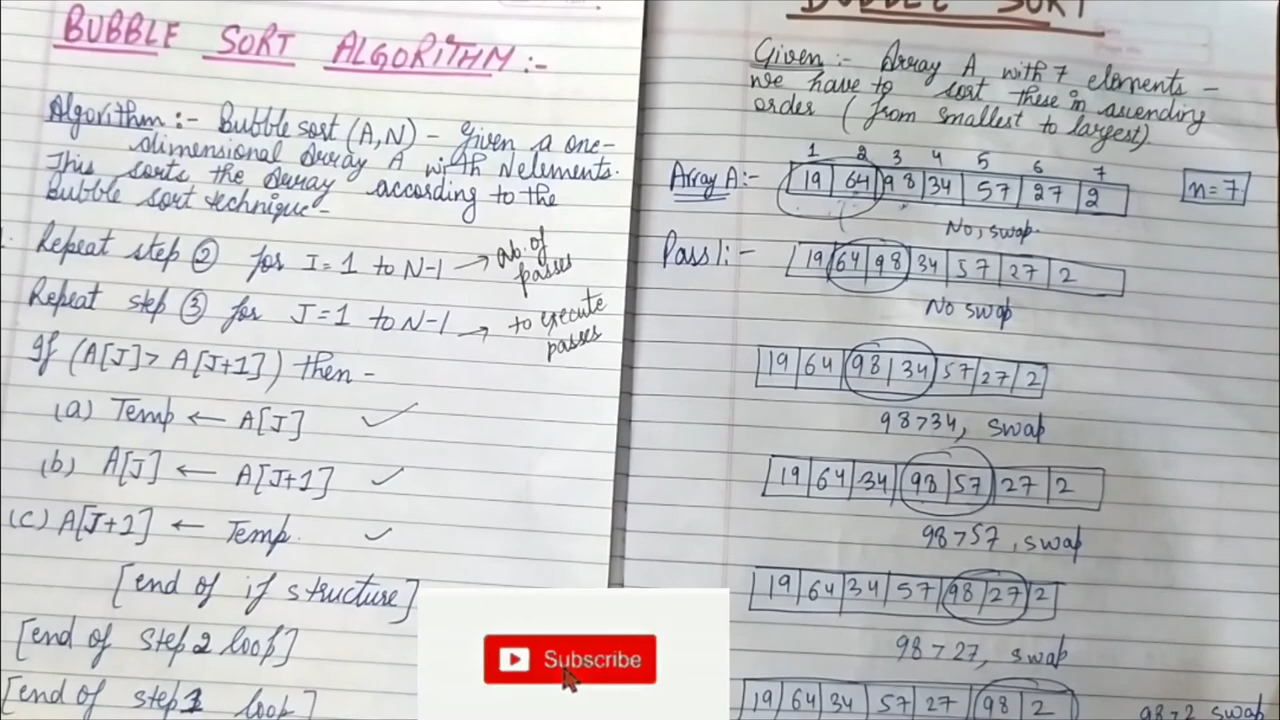 BUBBLE SORT ALGORITHM :-
Algorithm :- Bubble sort (A,N) - Given a one-
dimensional Array A with N elements.
This sorts the Array according to the
Bubble sort technique -
Repeat step ② for I = 1 to N-1 → no. of
passes
Repeat step ③ for J = 1 to N-1 → to execute
passes
If (A[J] > A[J+1]) then -
(a) Temp ← A[J] ✓
(b) A[J] ← A[J+1] ✓
(c) A[J+1] ← Temp. ✓
[end of if structure]
[end of step 2 loop]
[end of step 1 loop]
Subscribe
BUBBLE SORT
Given :- Array A with 7 elements -
we have to sort these in ascending
order (from smallest to largest).
1 2 3 4 5 6 7
Array A :- 19 64 98 34 57 27 2 n=7
No, swap.
Pass 1 :- 19 64 98 34 57 27 2
No swap
19 64 98 34 57 27 2
98>34, swap
19 64 34 98 57 27 2
98>57, swap
19 64 34 57 98 27 2
98>27, swap
19 64 34 57 27 98 2
98>2 swap